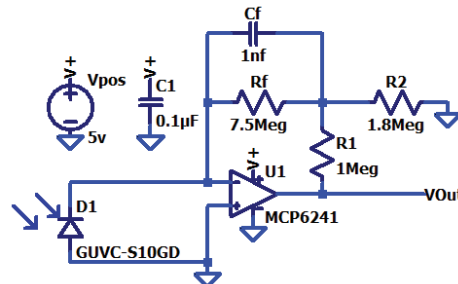 Cf
1nf
V+
Vpos
5v
V+
C1
0.1µF
Rf
7.5Meg
R2
1.8Meg
R1
1Meg
V+
U1
MCP6241
VOut
D1
GUVC-S10GD